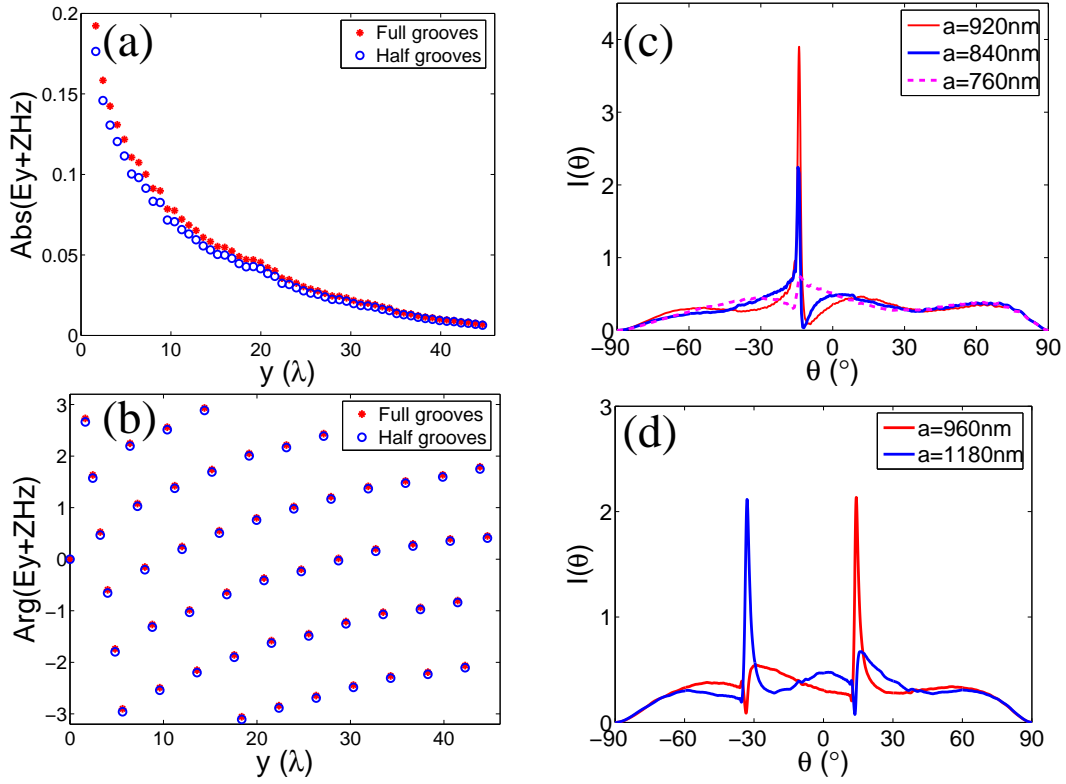 (a)
Full grooves
Half grooves
Abs(Ey+ZHz)
0.2
0.15
0.1
0.05
0
0 10 20 30 40
y (λ)
(c)
a=920nm
a=840nm
a=760nm
I(θ)
4
3
2
1
0
−90 −60 −30 0 30 60 90
θ (°)
(b)
Full grooves
Half grooves
Arg(Ey+ZHz)
3
2
1
0
−1
−2
−3
0 10 20 30 40
y (λ)
(d)
a=960nm
a=1180nm
I(θ)
3
2
1
0
−90 −60 −30 0 30 60 90
θ (°)